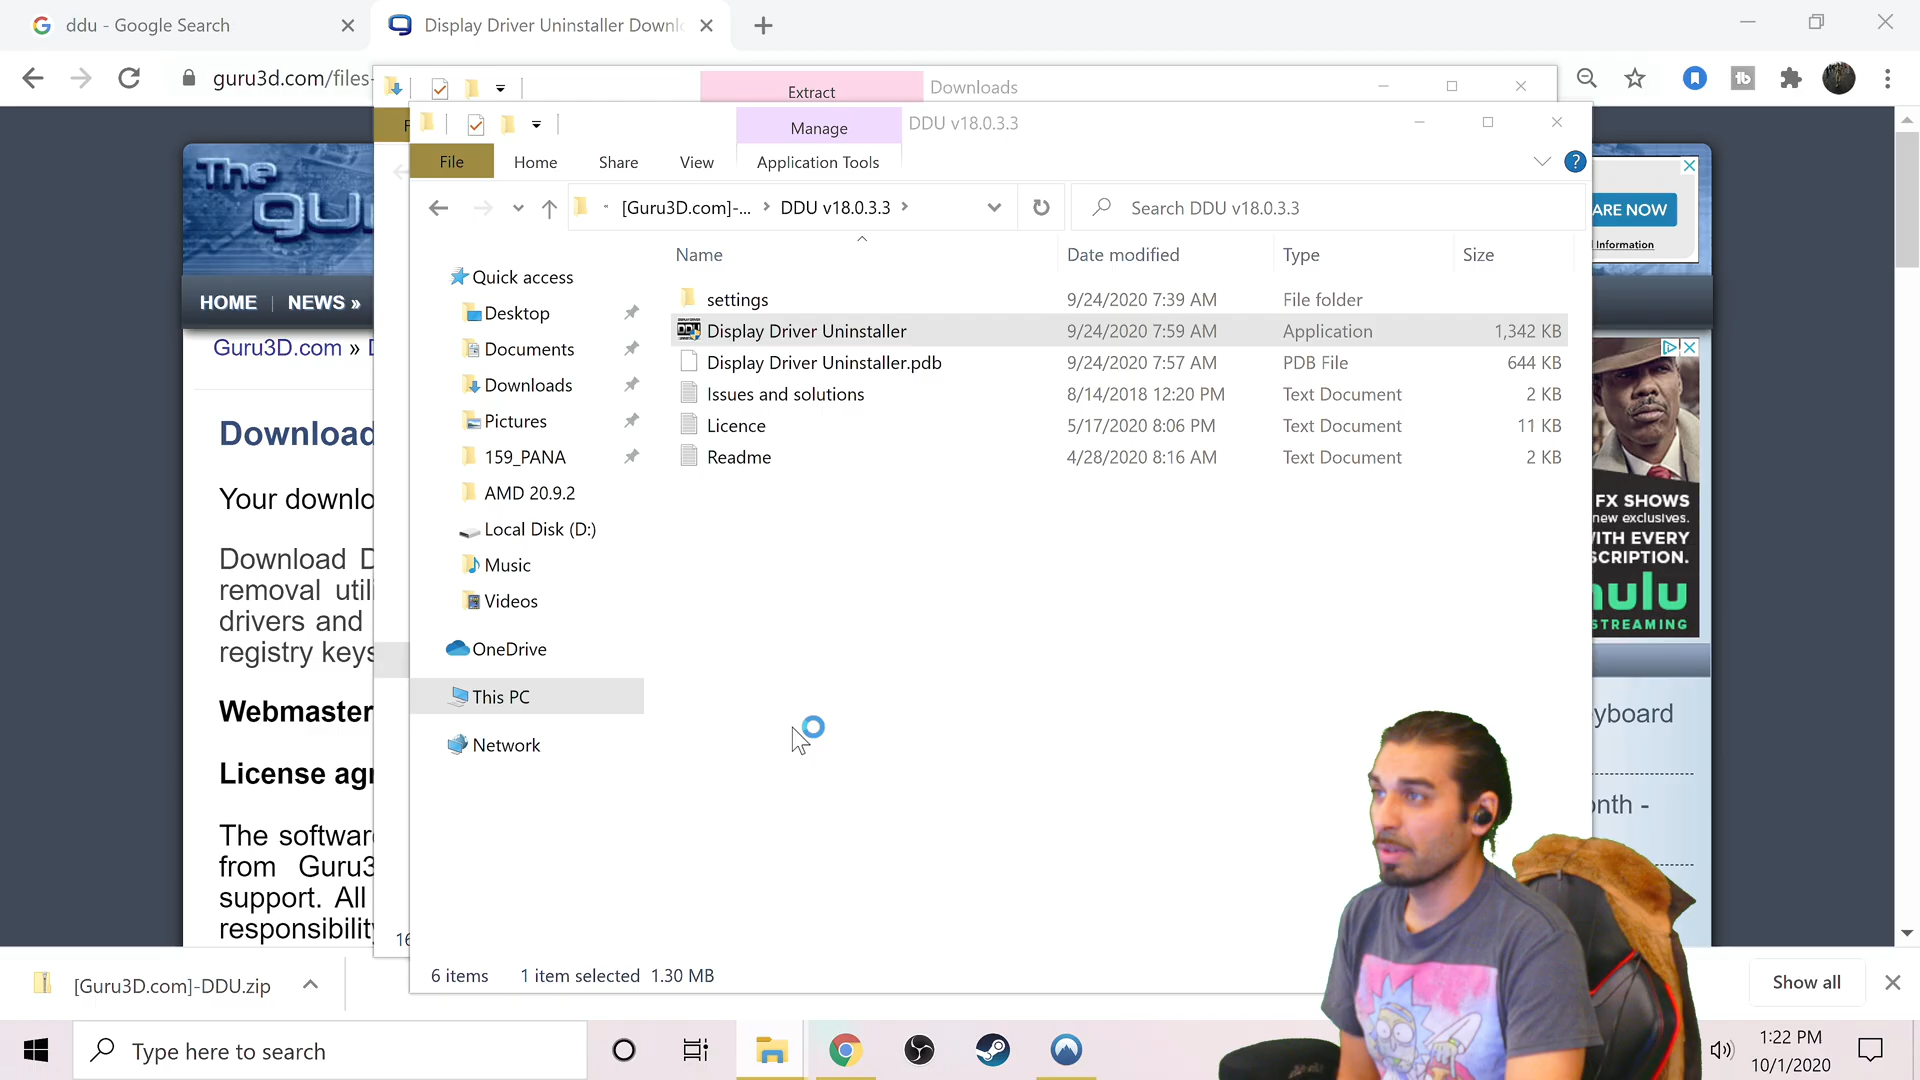 ddu - Google Search
Display Driver Uninstaller Downl
guru3d.com/files-
Extract
Downloads
Manage
DDU v18.0.3.3
File
Home
Share
View
Application Tools
[Guru3D.com]-...
DDU v18.0.3.3
Search DDU v18.0.3.3
Name
Date modified
Type
Size
settings
9/24/2020 7:39 AM
File folder
Display Driver Uninstaller
9/24/2020 7:59 AM
Application
1,342 KB
Display Driver Uninstaller.pdb
9/24/2020 7:57 AM
PDB File
644 KB
Issues and solutions
8/14/2018 12:20 PM
Text Document
2 KB
Licence
5/17/2020 8:06 PM
Text Document
11 KB
Readme
4/28/2020 8:16 AM
Text Document
2 KB
Quick access
Desktop
Documents
Downloads
Pictures
159_PANA
AMD 20.9.2
Local Disk (D:)
Music
Videos
OneDrive
This PC
Network
6 items
1 item selected 1.30 MB
16
The
guru
HOME
NEWS »
Guru3D.com » D
Download
Your downlo
Download D
removal utili
drivers and
registry keys
Webmaster
License agr
The software
from Guru3
support. All
responsibility
ARE NOW
Information
FX SHOWS
new exclusives.
WITH EVERY
SCRIPTION.
hulu
STREAMING
yboard
onth -
[Guru3D.com]-DDU.zip
Show all
Type here to search
1:22 PM
10/1/2020